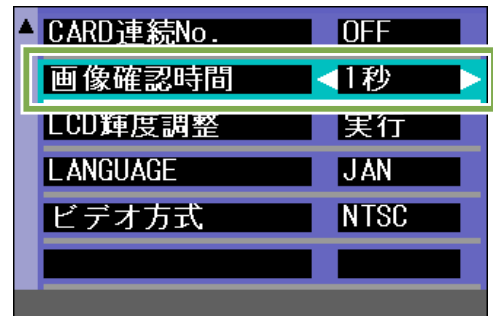 CARD連続No. OFF
画像確認時間 1秒
LCD輝度調整 実行
LANGUAGE JAN
ビデオ方式 NTSC